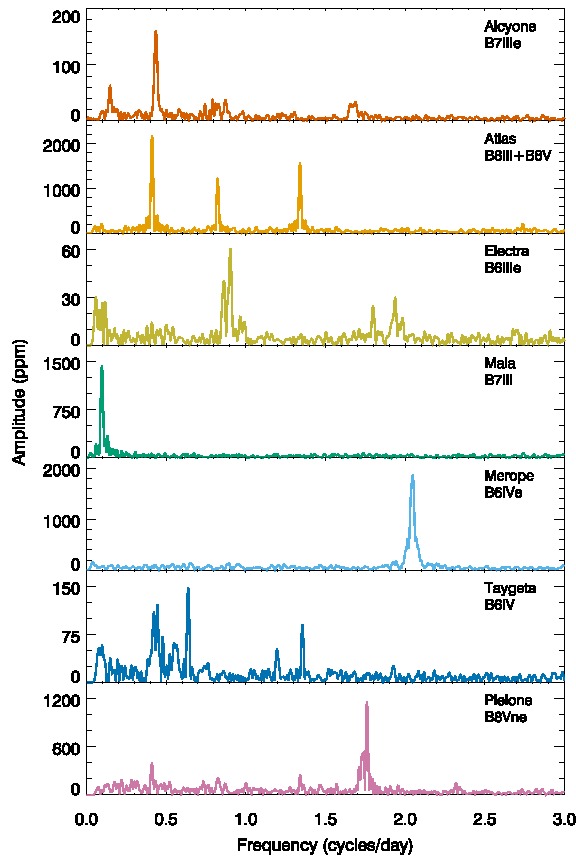 200
100
0
Alcyone
B7IIIe
2000
1000
0
Atlas
B8III+B8V
60
30
0
Electra
B6IIIe
Amplitude (ppm)
1500
750
0
Maia
B7III
2000
1000
0
Merope
B6IVe
150
75
0
Taygeta
B6IV
1200
600
0
Pleione
B8Vne
0.0 0.5 1.0 1.5 2.0 2.5 3.0
Frequency (cycles/day)